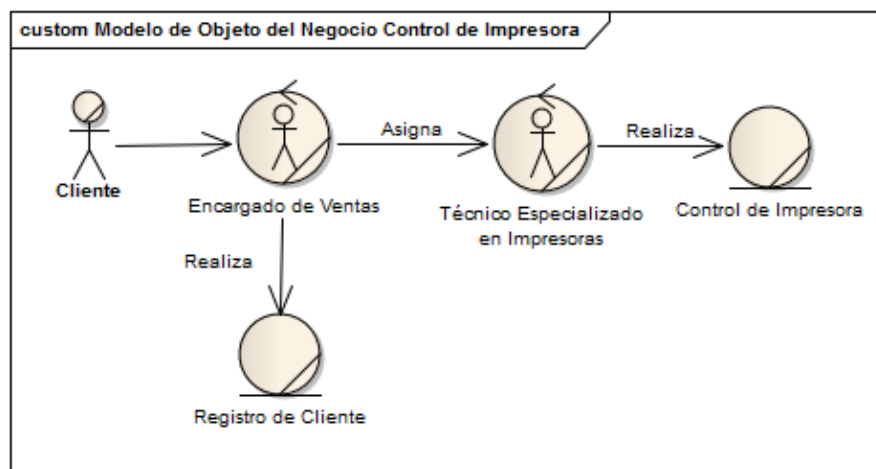 custom Modelo de Objeto del Negocio Control de Impresora
Asigna
Realiza
Cliente
Encargado de Ventas
Técnico Especializado
en Impresoras
Control de Impresora
Realiza
Registro de Cliente